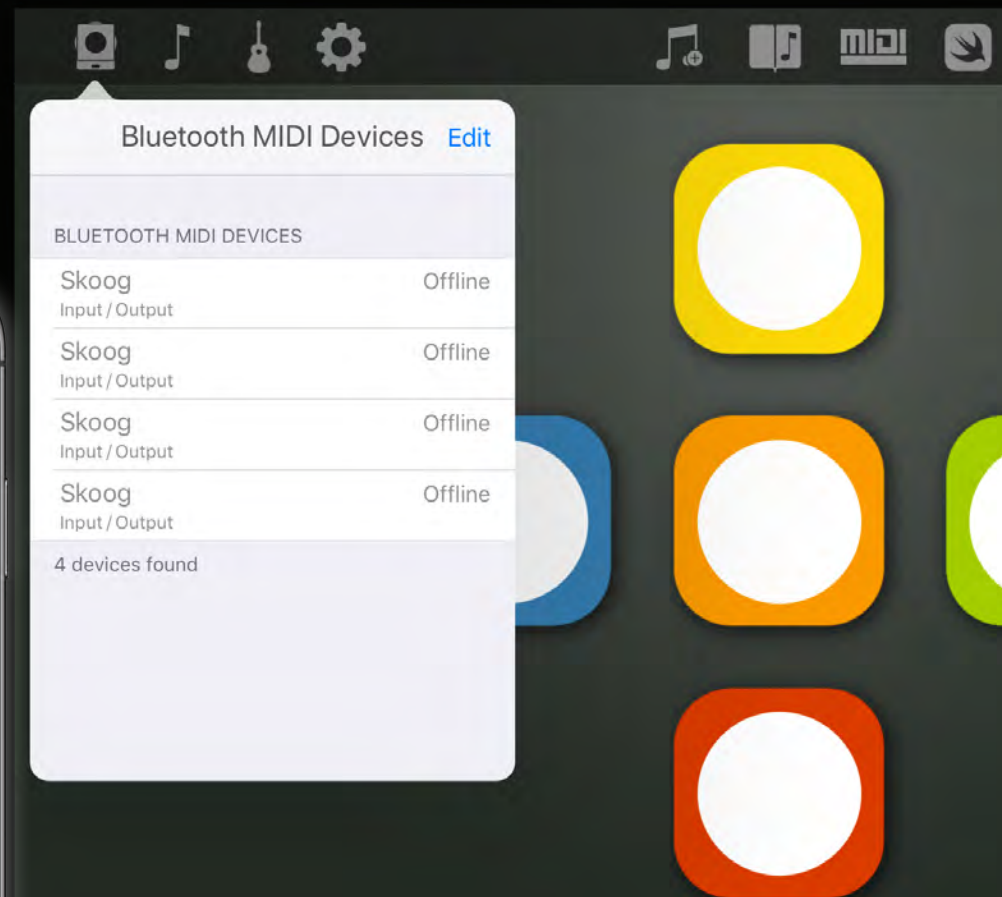 MIDI
Bluetooth MIDI Devices Edit
BLUETOOTH MIDI DEVICES
Skoog Offline
Input / Output
Skoog Offline
Input / Output
Skoog Offline
Input / Output
Skoog Offline
Input / Output
4 devices found